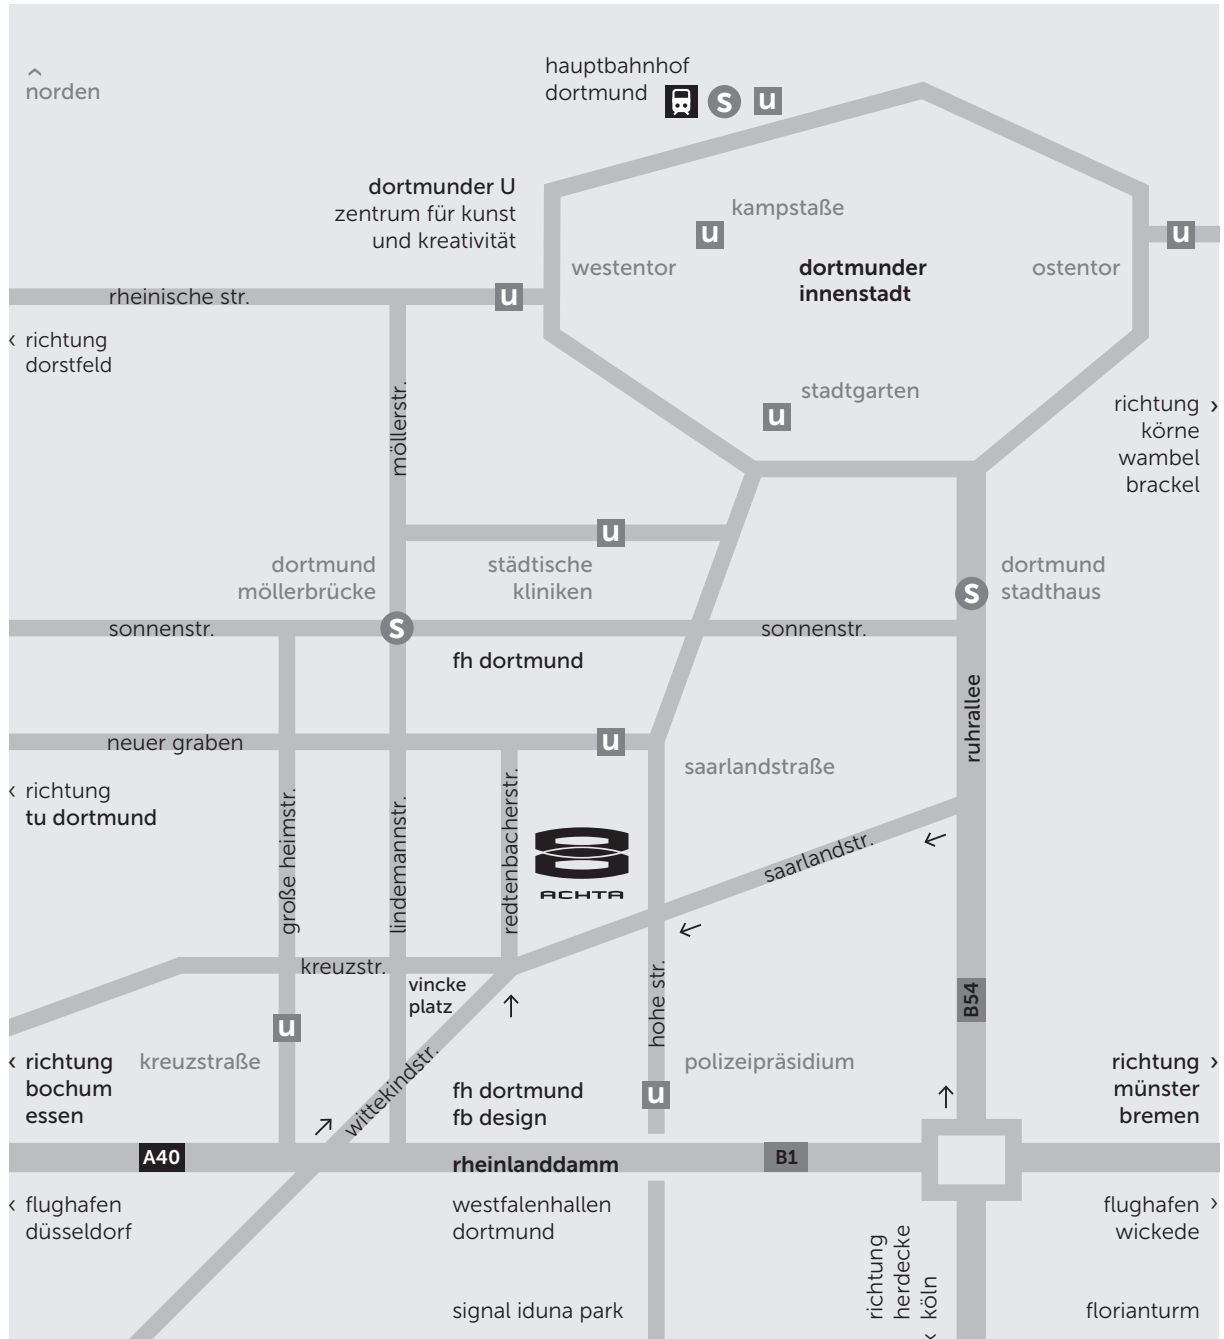 norden
hauptbahnhof
dortmund
S
u
dortmunder U
zentrum für kunst
und kreativität
kampstaße
u
u
westentor
dortmunder
innenstadt
ostentor
rheinische str.
u
richtung
dorstfeld
möllerstr.
stadtgarten
u
richtung
körne
wambel
brackel
u
dortmund
möllerbrücke
städtische
kliniken
dortmund
stadthaus
S
sonnenstr.
S
sonnenstr.
fh dortmund
ruhrallee
neuer graben
u
saarlandstraße
richtung
tu dortmund
große heimstr.
lindemannstr.
redtenbacherstr.
ACHTA
saarlandstr.
kreuzstr.
vincke
platz
hohe str.
B54
u
richtung
bochum
essen
kreuzstraße
wittekindstr.
fh dortmund
fb design
polizeipräsidium
u
richtung
münster
bremen
A40
rheinlanddamm
B1
flughafen
düsseldorf
westfalenhallen
dortmund
flughafen
wickede
richtung
herdecke
köln
signal iduna park
florianturm